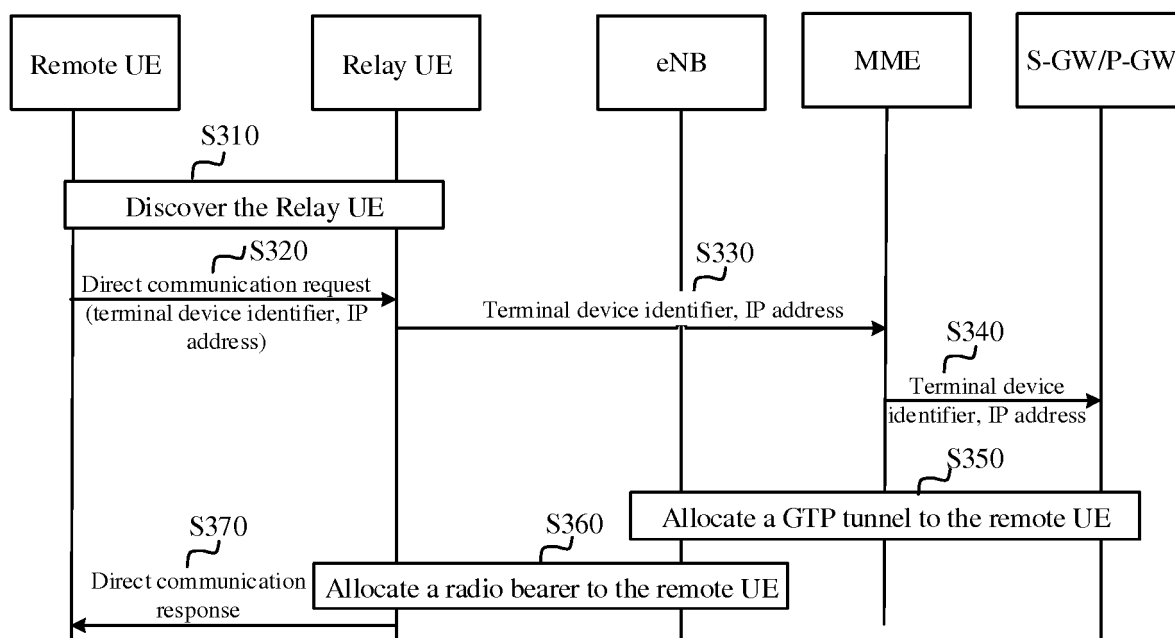 Remote UE
Relay UE
eNB
MME
S-GW/P-GW
S310
Discover the Relay UE
S320
Direct communication request
(terminal device identifier, IP
address)
S330
Terminal device identifier, IP address
S340
Terminal device
identifier, IP address
S350
Allocate a GTP tunnel to the remote UE
S360
Allocate a radio bearer to the remote UE
S370
Direct communication
response